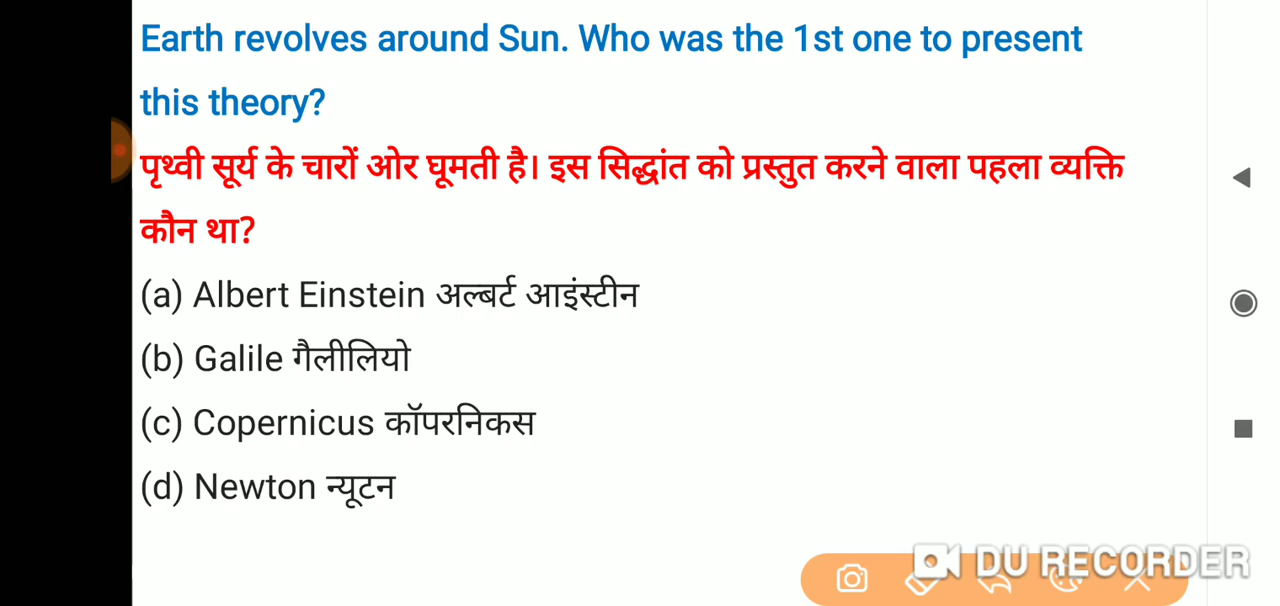 Earth revolves around Sun. Who was the 1st one to present
this theory?
पृथ्वी सूर्य के चारों ओर घूमती है। इस सिद्धांत को प्रस्तुत करने वाला पहला व्यक्ति
कौन था?
(a) Albert Einstein अल्बर्ट आइंस्टीन
(b) Galile गैलीलियो
(c) Copernicus कॉपरनिकस
(d) Newton न्यूटन
DU RECORDER